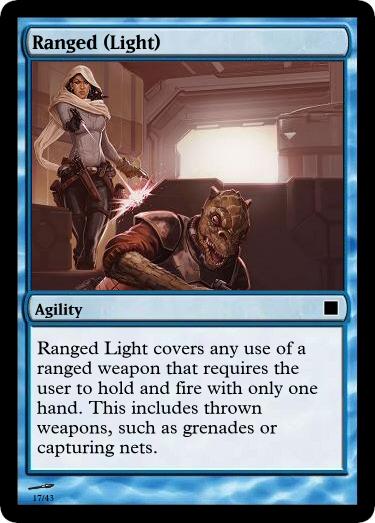 Ranged (Light)
Agility
Ranged Light covers any use of a
ranged weapon that requires the
user to hold and fire with only one
hand. This includes thrown
weapons, such as grenades or
capturing nets.
17/43